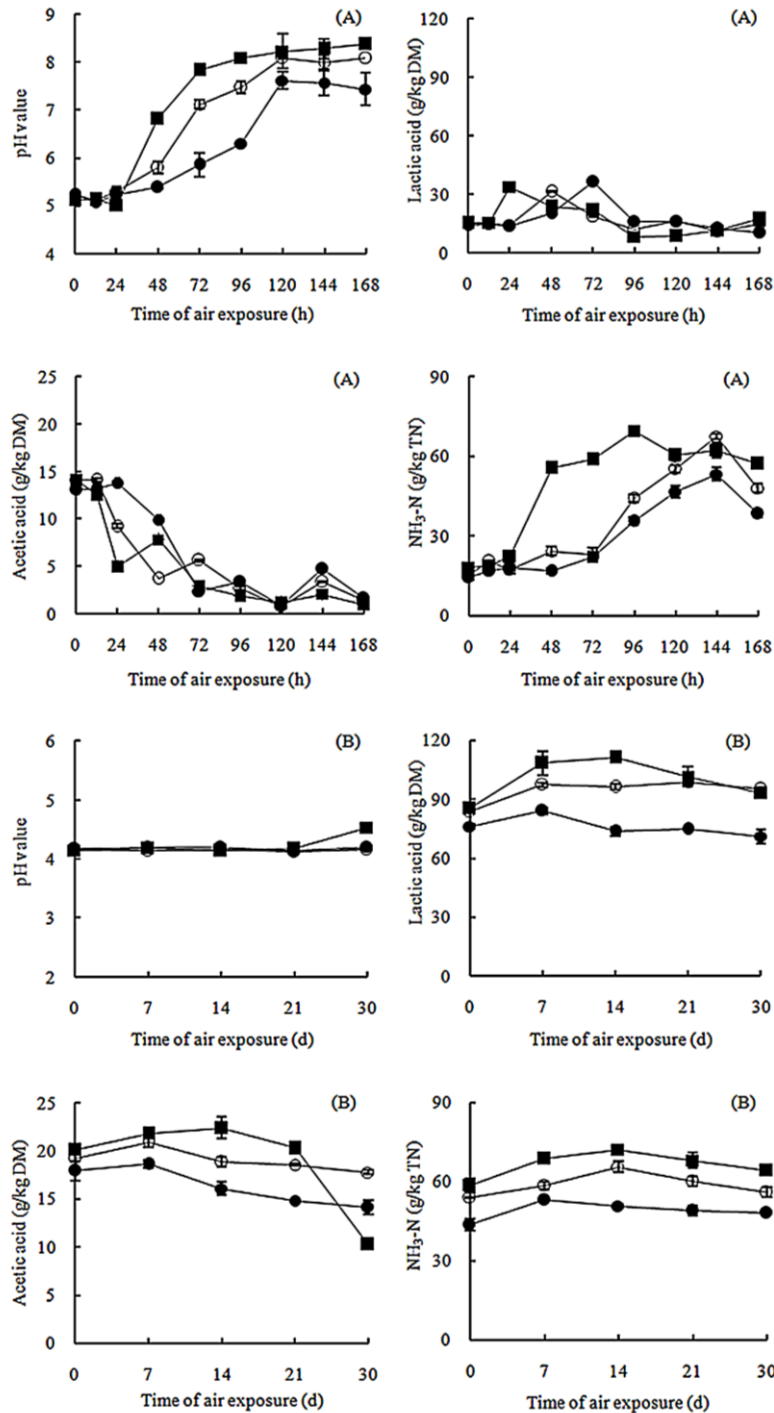 (A)
pH value
9
8
7
6
5
4
0 24 48 72 96 120 144 168
Time of air exposure (h)
(A)
Lactic acid (g/kg DM)
120
90
60
30
0
0 24 48 72 96 120 144 168
Time of air exposure (h)
(A)
Acetic acid (g/kg DM)
25
20
15
10
5
0
0 24 48 72 96 120 144 168
Time of air exposure (h)
(A)
NH₃-N (g/kg TN)
90
60
30
0
0 24 48 72 96 120 144 168
Time of air exposure (h)
(B)
pH value
6
5
4
3
2
0 7 14 21 30
Time of air exposure (d)
(B)
Lactic acid (g/kg DM)
120
90
60
30
0
0 7 14 21 30
Time of air exposure (d)
(B)
Acetic acid (g/kg DM)
25
20
15
10
5
0
0 7 14 21 30
Time of air exposure (d)
(B)
NH₃-N (g/kg TN)
90
60
30
0
0 7 14 21 30
Time of air exposure (d)